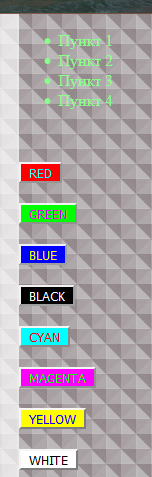 Пункт 1
Пункт 2
Пункт 3
Пункт 4
RED
GREEN
BLUE
BLACK
CYAN
MAGENTA
YELLOW
WHITE